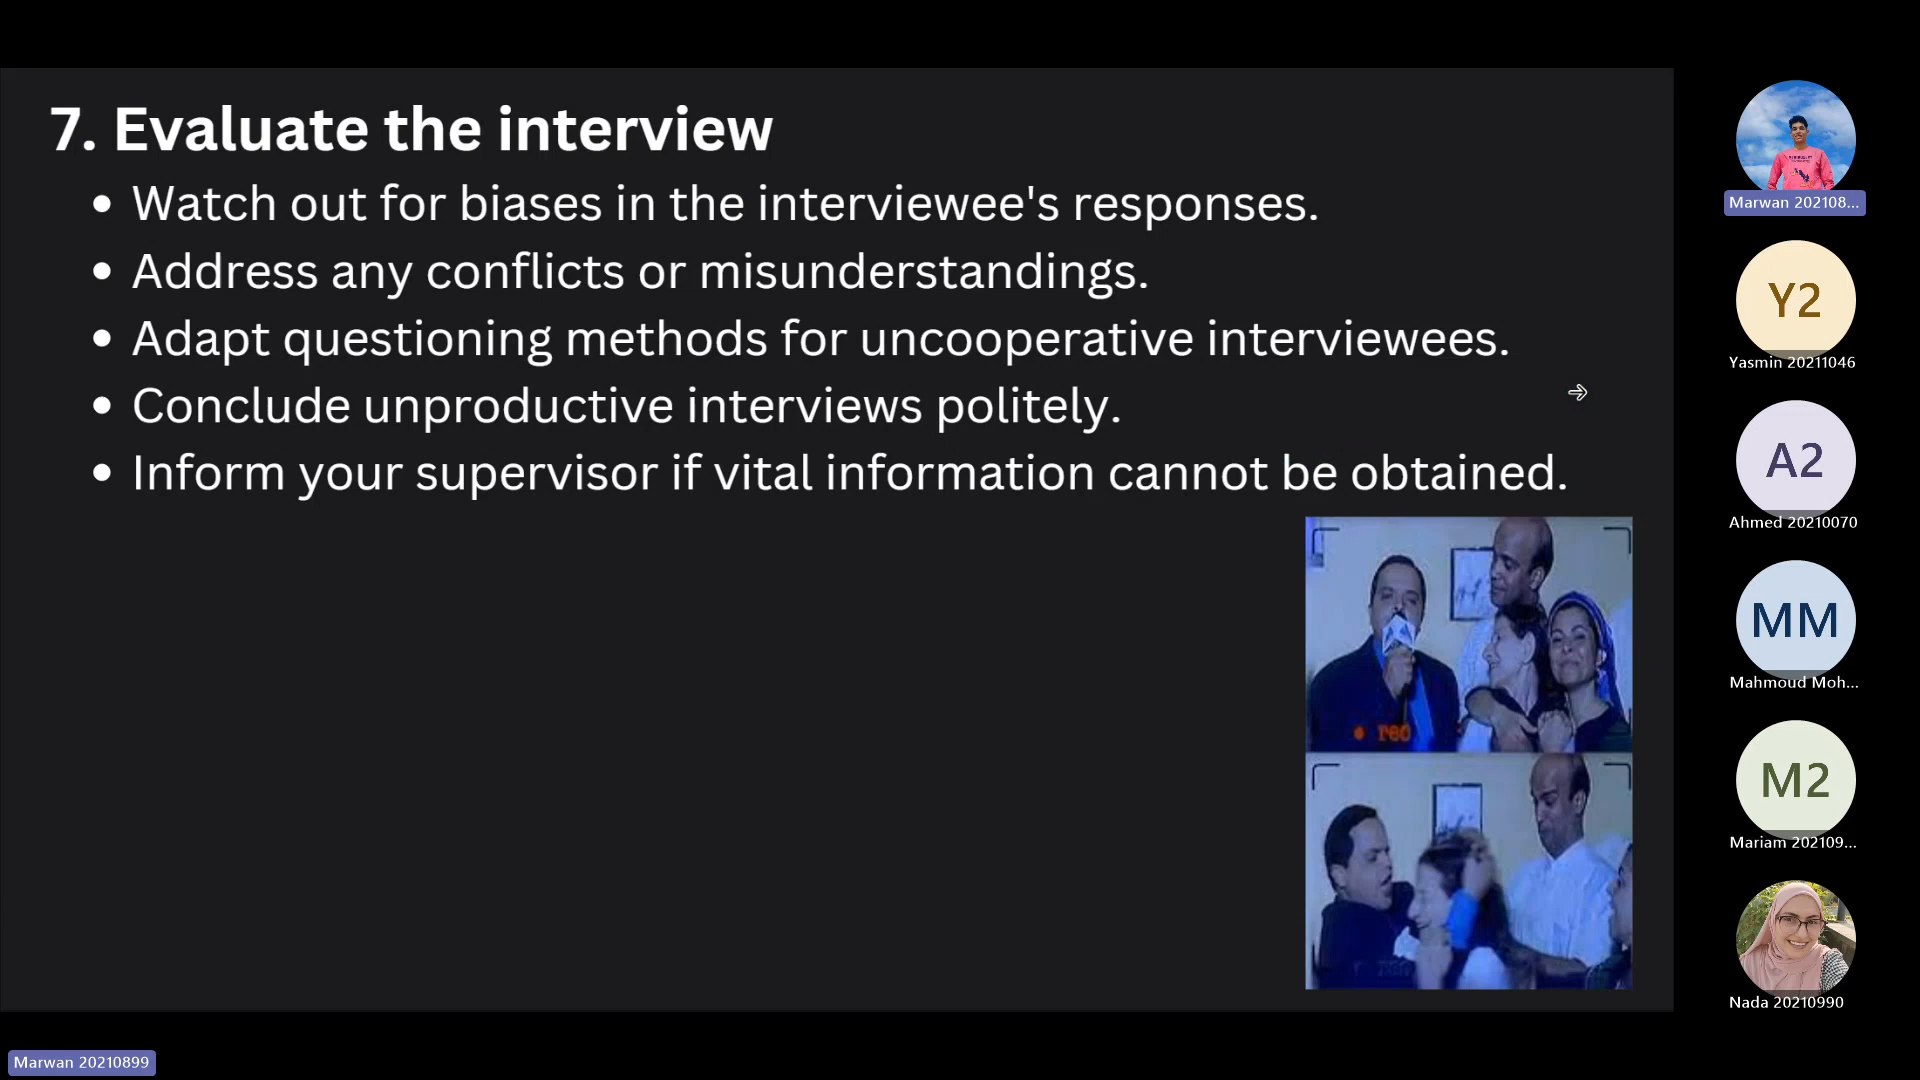 7. Evaluate the interview
• Watch out for biases in the interviewee's responses.
• Address any conflicts or misunderstandings.
• Adapt questioning methods for uncooperative interviewees.
• Conclude unproductive interviews politely.
• Inform your supervisor if vital information cannot be obtained.
rec
Marwan 202108...
Y2
Yasmin 20211046
A2
Ahmed 20210070
MM
Mahmoud Moh...
M2
Mariam 202109...
Nada 20210990
Marwan 20210899